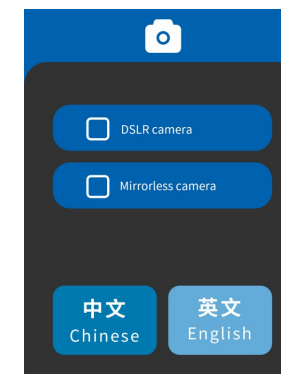 DSLR camera
Mirrorless camera
中文
Chinese
英文
English